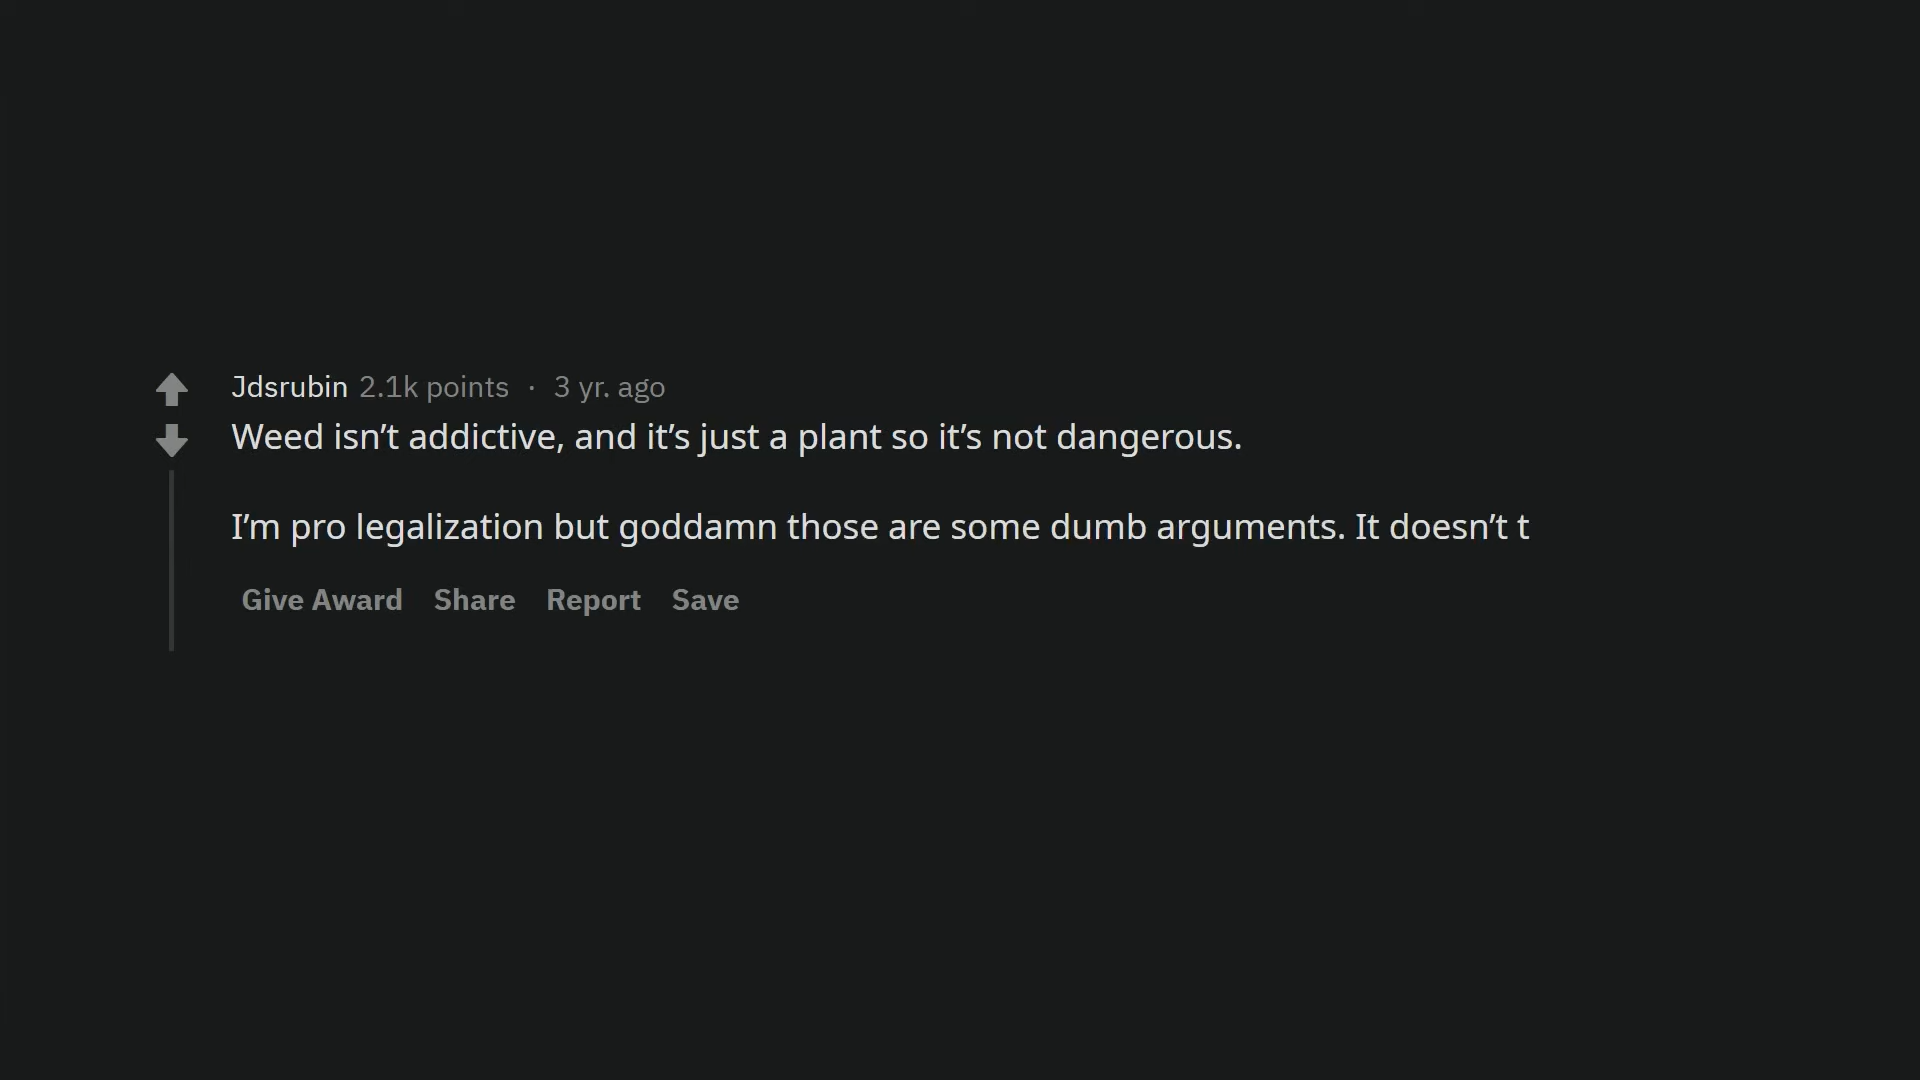 Jdsrubin 2.1k points · 3 yr. ago
Weed isn’t addictive, and it’s just a plant so it’s not dangerous.
I’m pro legalization but goddamn those are some dumb arguments. It doesn’t t
Give Award Share Report Save